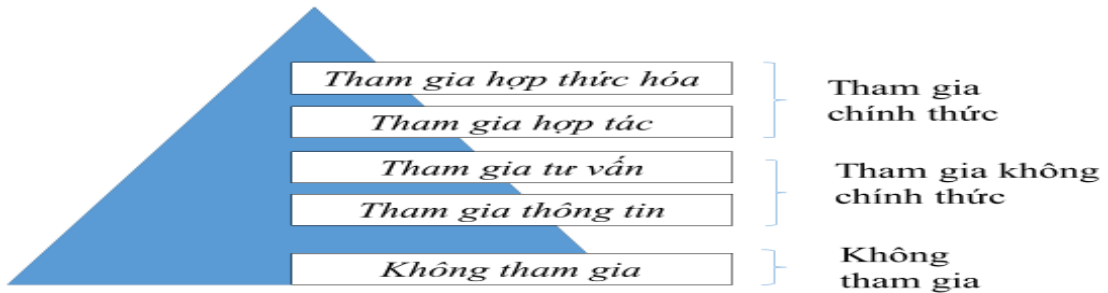 Tham gia hợp thức hóa
Tham gia hợp tác
Tham gia
chính thức
Tham gia tư vấn
Tham gia thông tin
Tham gia không
chính thức
Không tham gia
Không
tham gia